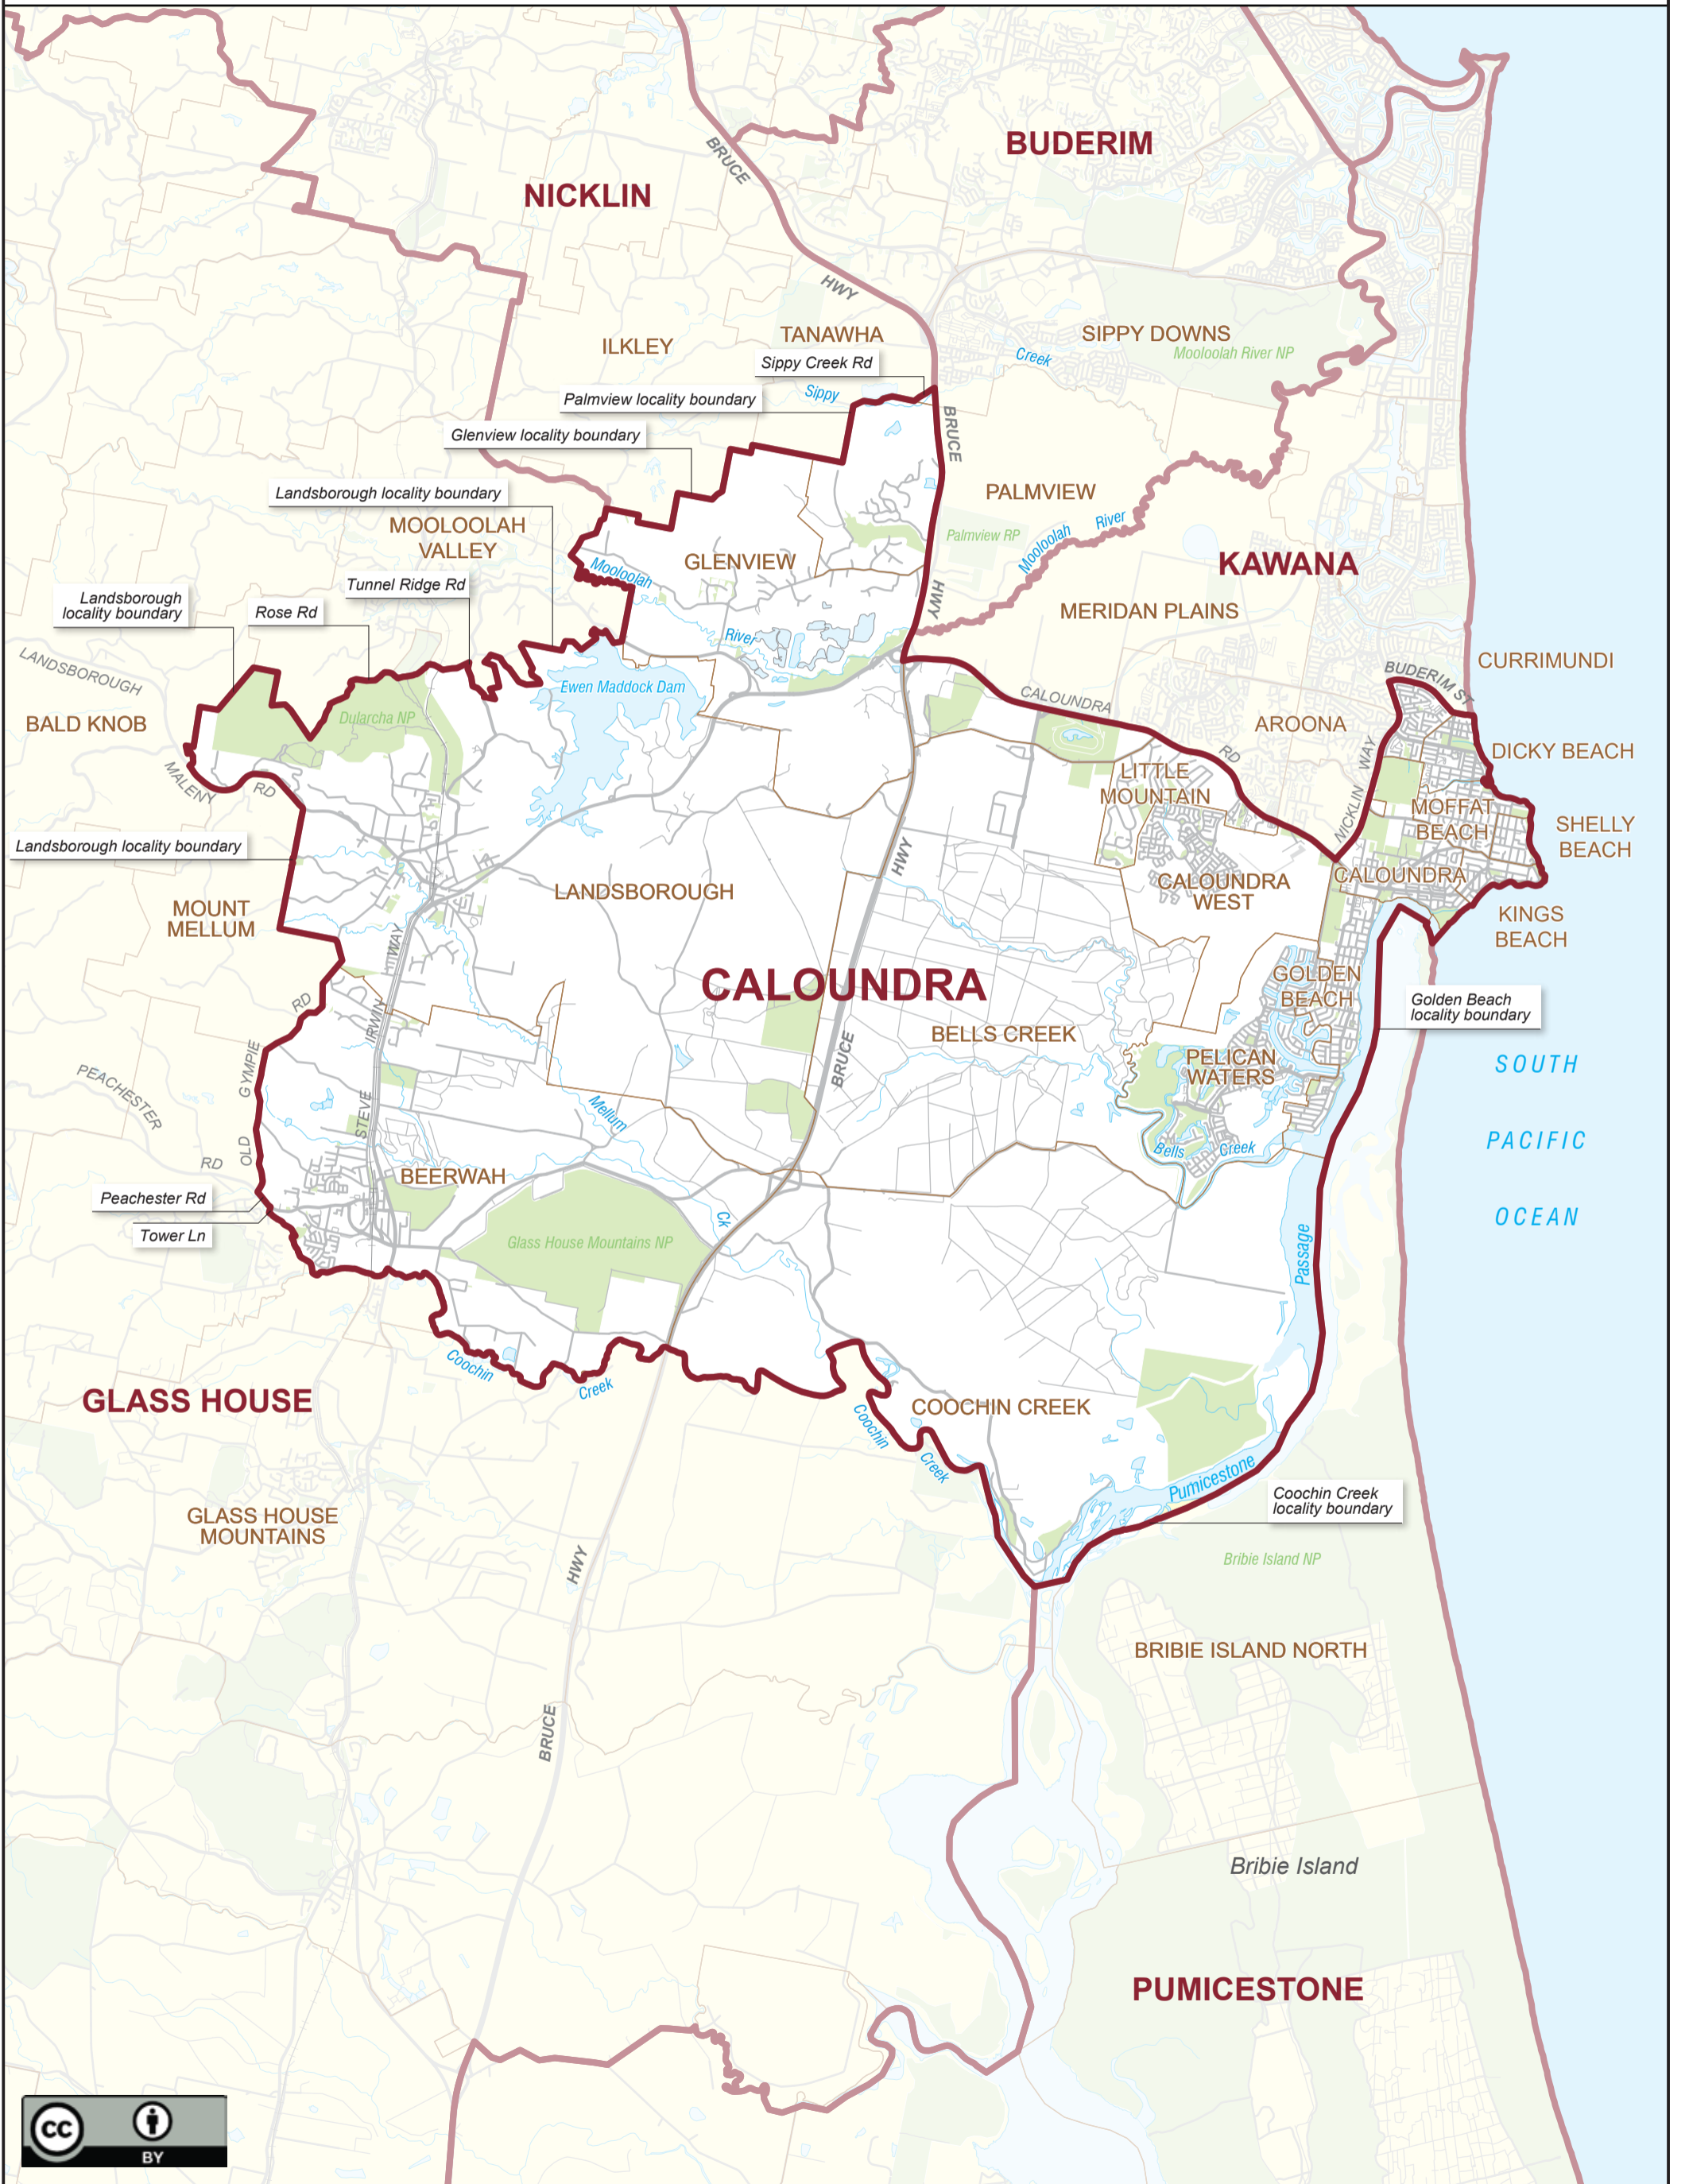 BUDERIM
BRUCE
NICKLIN
HWY
TANAWHA
SIPPY DOWNS
ILKLEY
Creek
Mooloolah River NP
Sippy Creek Rd
Sippy
Palmview locality boundary
BRUCE
Glenview locality boundary
Landsborough locality boundary
PALMVIEW
MOOLOOLAH
VALLEY
River
Palmview RP
Mooloolah
GLENVIEW
KAWANA
Mooloolah
Tunnel Ridge Rd
Landsborough
locality boundary
Rose Rd
HWY
MERIDAN PLAINS
River
LANDSBOROUGH
CURRIMUNDI
BUDERIM ST
Ewen Maddock Dam
CALOUNDRA
BALD KNOB
Dularcha NP
AROONA
DICKY BEACH
RD
NICKLIN WAY
MALENY
RD
LITTLE
MOUNTAIN
MOFFAT
BEACH
SHELLY
BEACH
Landsborough locality boundary
HWY
CALOUNDRA
LANDSBOROUGH
CALOUNDRA
WEST
MOUNT
MELLUM
KINGS
BEACH
WAY
GOLDEN
BEACH
CALOUNDRA
Golden Beach
locality boundary
RD
IRWIN
BELLS CREEK
BRUCE
SOUTH
GYMPIE
PELICAN
WATERS
PEACHESTER
STEVE
Mellum
PACIFIC
OLD
Bells
Creek
RD
BEERWAH
Peachester Rd
Ck
OCEAN
Tower Ln
Glass House Mountains NP
Passage
Coochin
Creek
GLASS HOUSE
COOCHIN CREEK
Coochin
Creek
Pumicestone
Coochin Creek
locality boundary
GLASS HOUSE
MOUNTAINS
HWY
Bribie Island NP
BRIBIE ISLAND NORTH
BRUCE
Bribie Island
PUMICESTONE
cc
BY